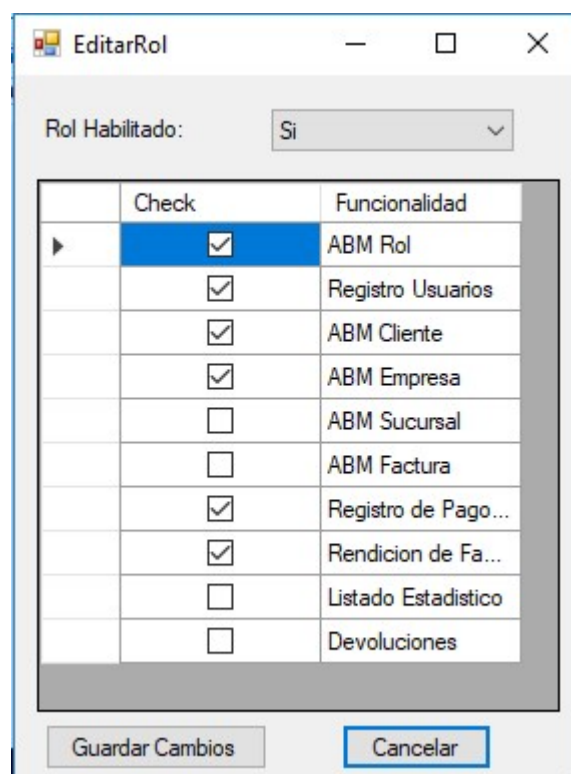 EditarRol
Rol Habilitado: Si
Check Funcionalidad
ABM Rol
Registro Usuarios
ABM Cliente
ABM Empresa
ABM Sucursal
ABM Factura
Registro de Pago...
Rendicion de Fa...
Listado Estadistico
Devoluciones
Guardar Cambios Cancelar